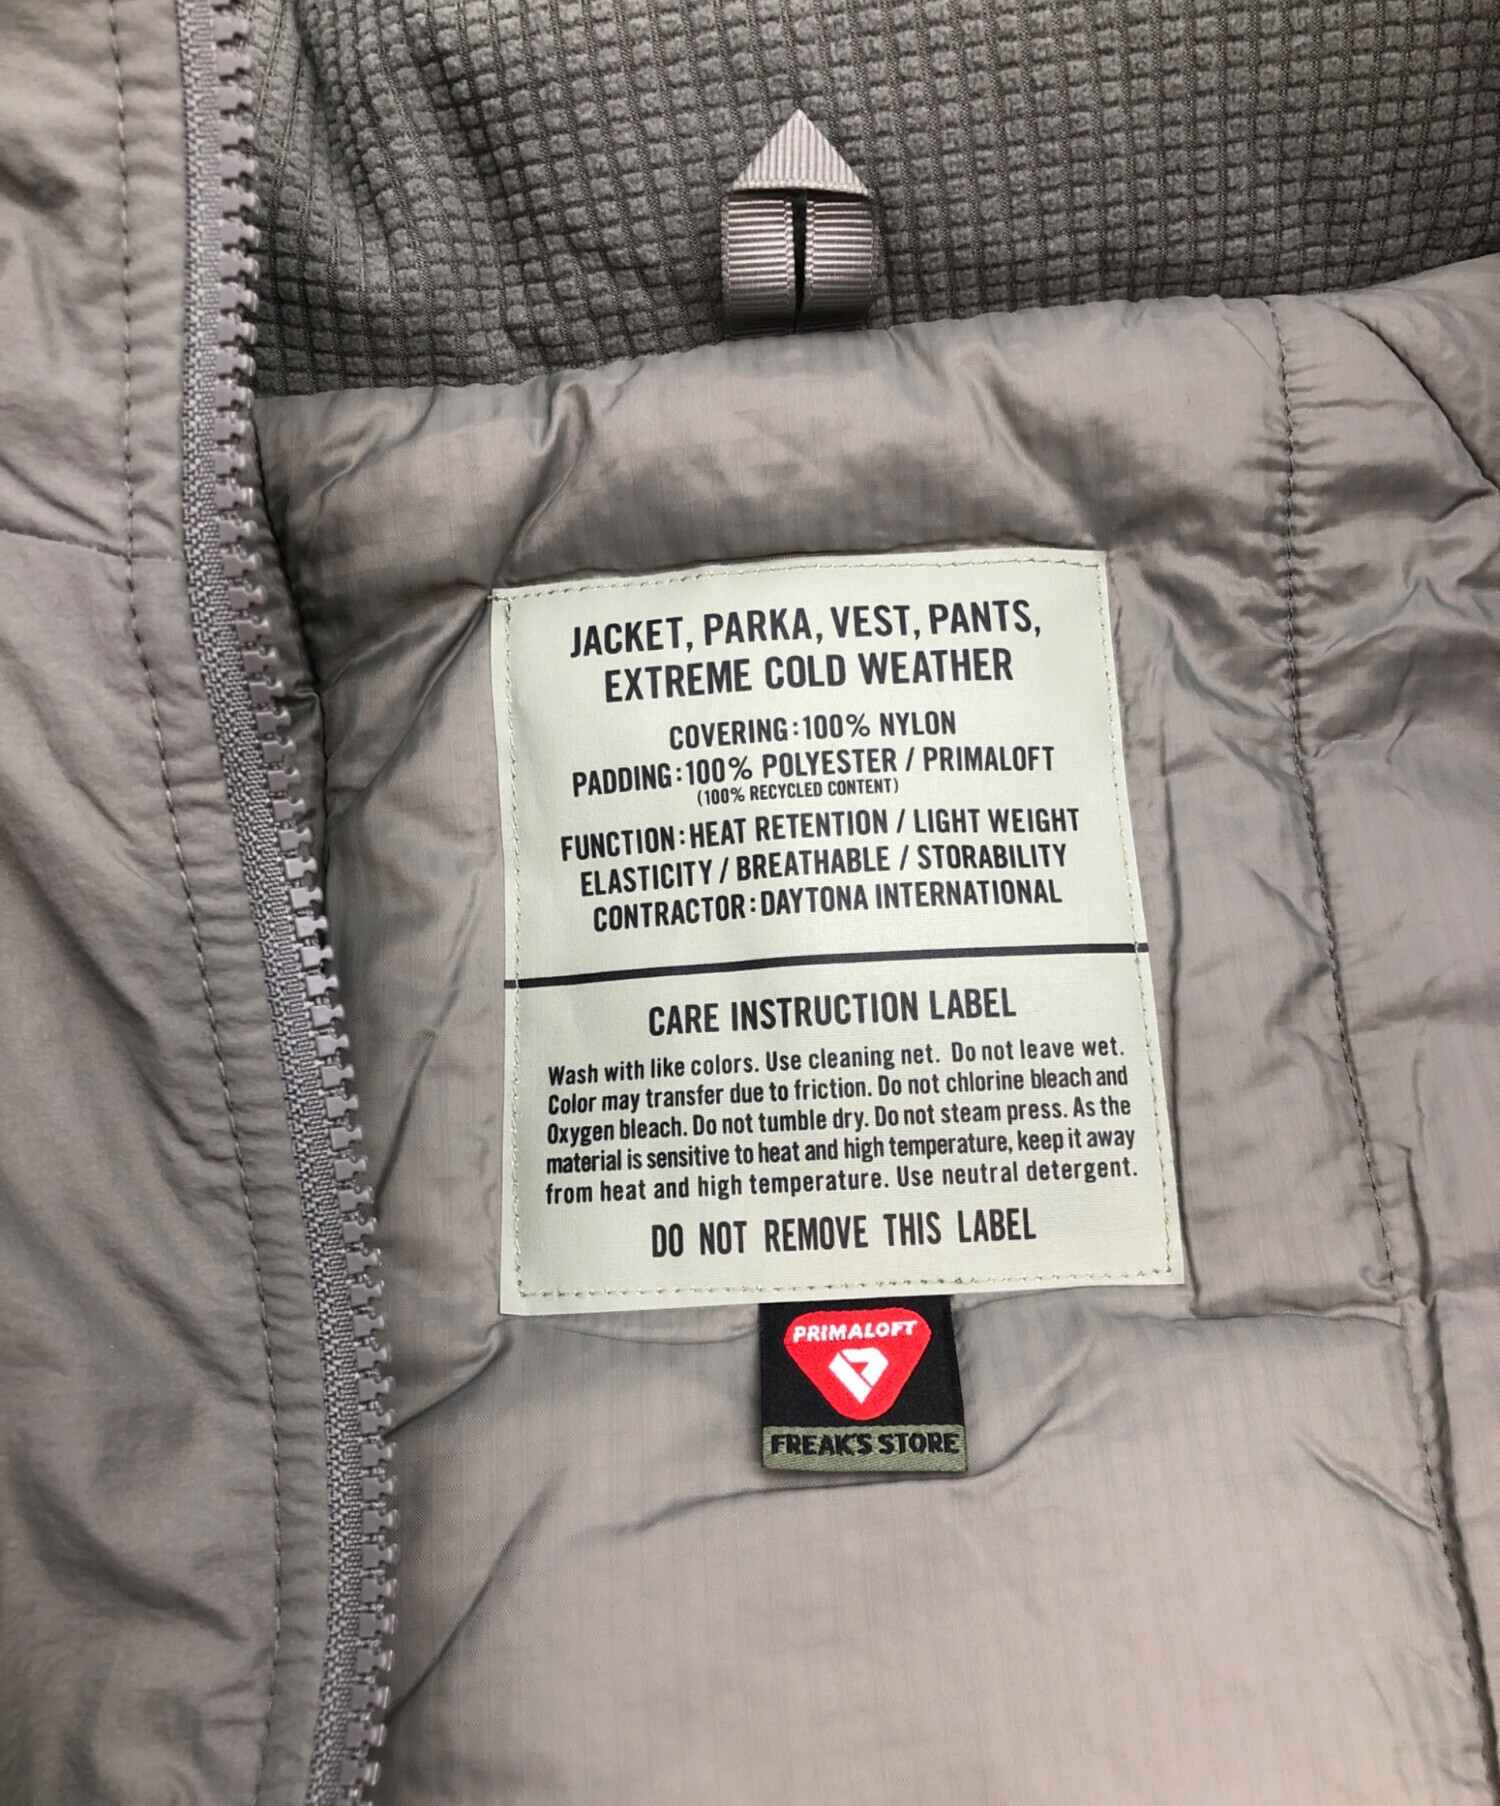 JACKET, PARKA, VEST, PANTS,
EXTREME COLD WEATHER
COVERING:100% NYLON
PADDING:100% POLYESTER / PRIMALOFT
(100% RECYCLED CONTENT)
FUNCTION:HEAT RETENTION / LIGHT WEIGHT
ELASTICITY / BREATHABLE / STORABILITY
CONTRACTOR:DAYTONA INTERNATIONAL
CARE INSTRUCTION LABEL
Wash with like colors. Use cleaning net. Do not leave wet.
Color may transfer due to friction. Do not chlorine bleach and
Oxygen bleach. Do not tumble dry. Do not steam press. As the
material is sensitive to heat and high temperature, keep it away
from heat and high temperature. Use neutral detergent.
DO NOT REMOVE THIS LABEL
PRIMALOFT
FREAK'S STORE